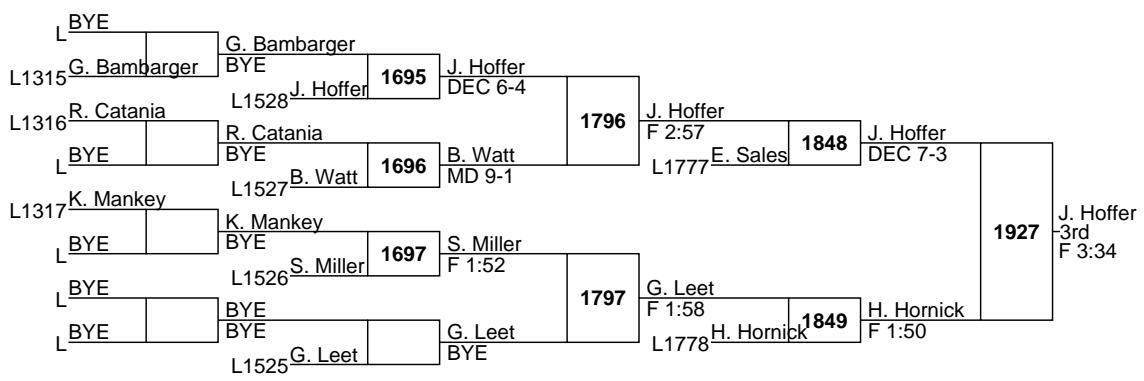 BYE
L
G. Bambarger
L1315
G. Bambarger
BYE
1695
J. Hoffer
L1528
J. Hoffer
DEC 6-4
R. Catania
L1316
BYE
L
R. Catania
BYE
1696
B. Watt
L1527
B. Watt
MD 9-1
1796
J. Hoffer
F 2:57
E. Sales
L1777
1848
J. Hoffer
DEC 7-3
K. Mankey
L1317
BYE
L
K. Mankey
BYE
1697
S. Miller
L1526
S. Miller
F 1:52
BYE
L
BYE
L
BYE
BYE
G. Leet
L1525
G. Leet
BYE
1797
G. Leet
F 1:58
H. Hornick
L1778
1849
H. Hornick
F 1:50
1927
J. Hoffer
3rd
F 3:34